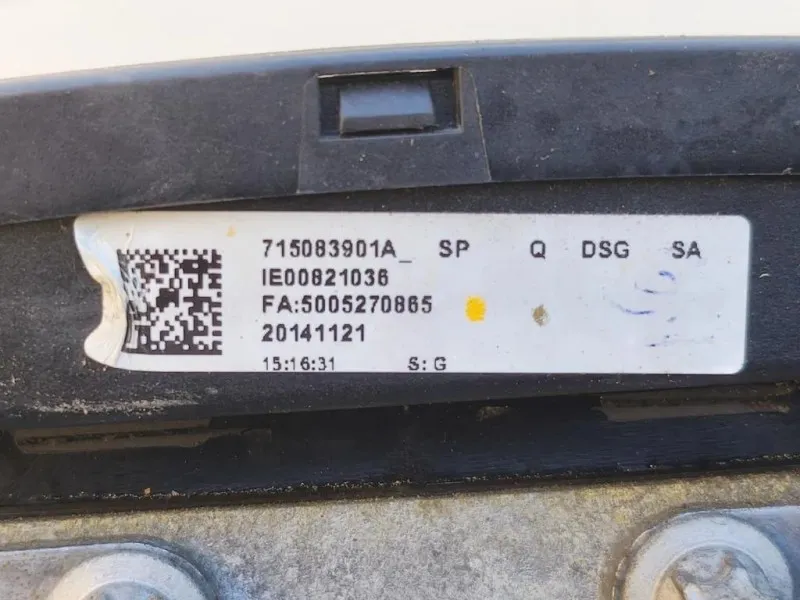 715083901A_ SP Q DSG SA
IE00821036
FA:5005270865
20141121
15:16:31 S: G